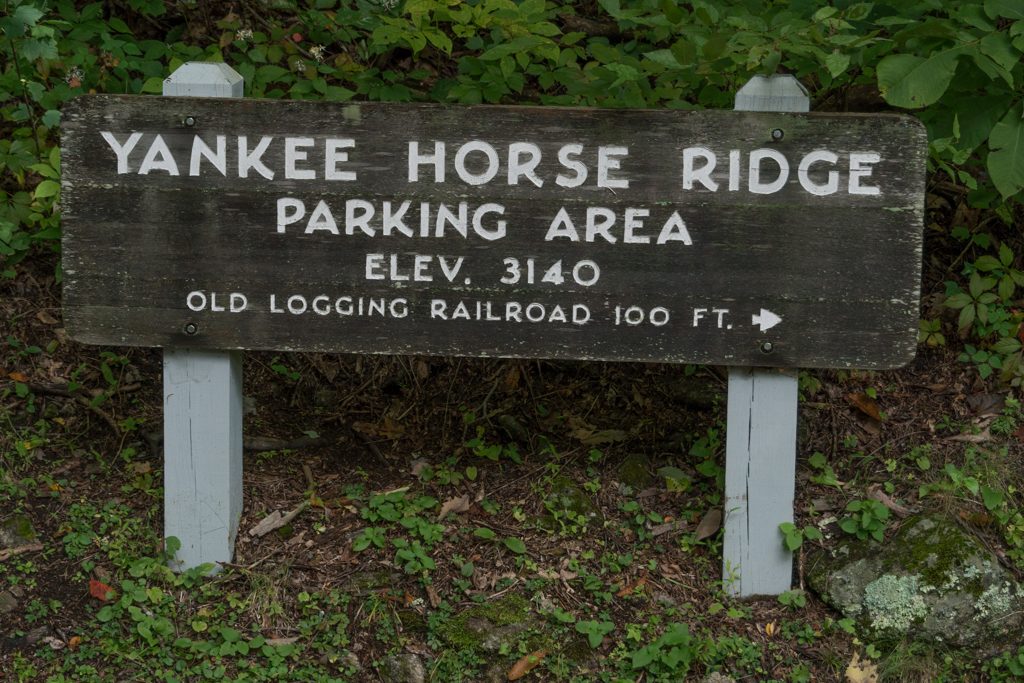 YANKEE HORSE RIDGE
PARKING AREA
ELEV. 3140
OLD LOGGING RAILROAD 100 FT.